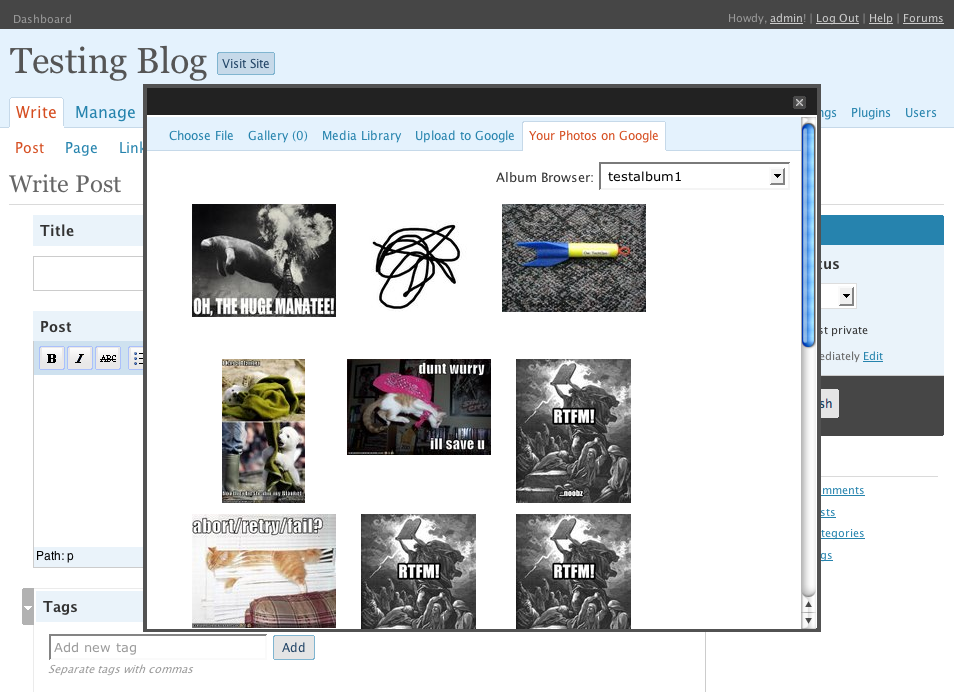 Dashboard
Howdy, admin! | Log Out | Help | Forums
Testing Blog
Visit Site
Write Manage
ngs Plugins Users
Post Page Link
Write Post
Choose File Gallery (0) Media Library Upload to Google Your Photos on Google
Album Browser: testalbum1
Title
OH, THE HUGE MANATEE!
Post
B I ABC
Path: p
dunt wurry
ill save u
RTFM!
...noobz
abort/retry/fail?
RTFM!
RTFM!
tus
st private
ediately Edit
sh
mments
sts
tegories
gs
Tags
Add new tag
Add
Separate tags with commas